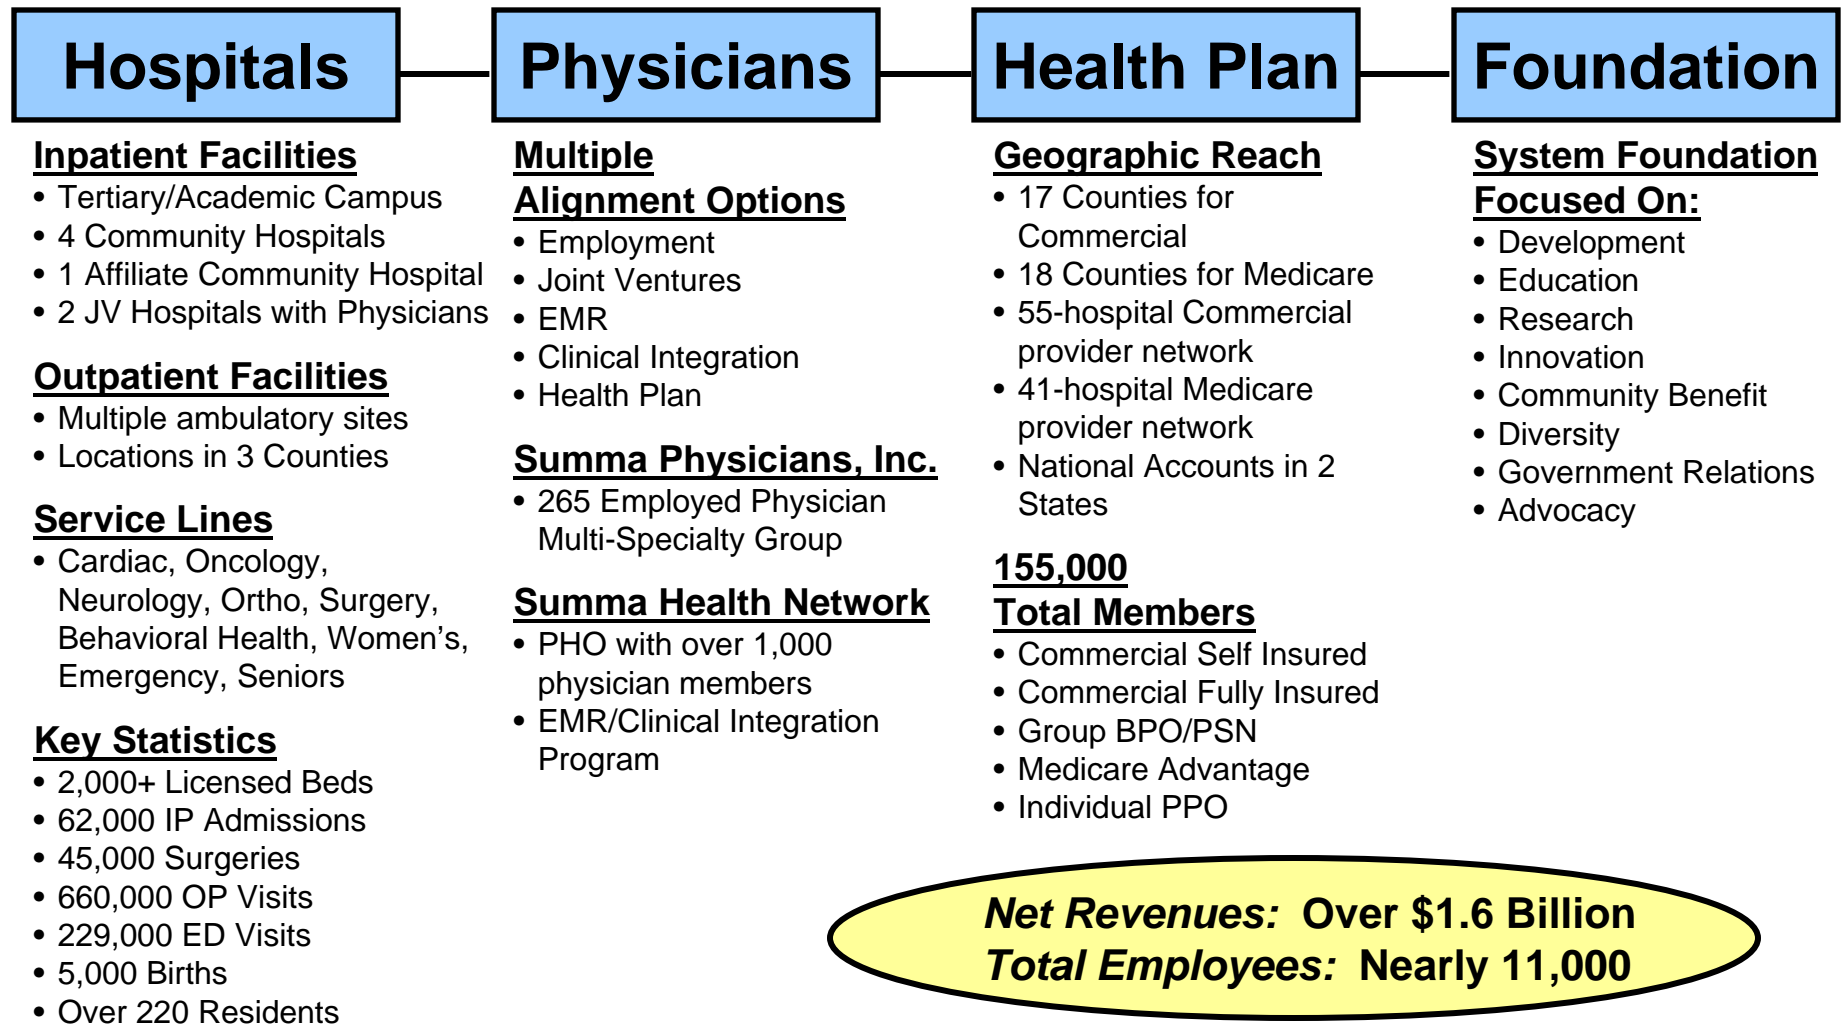 Hospitals
Inpatient Facilities
• Tertiary/Academic Campus
• 4 Community Hospitals
• 1 Affiliate Community Hospital
• 2 JV Hospitals with Physicians
Outpatient Facilities
• Multiple ambulatory sites
• Locations in 3 Counties
Service Lines
• Cardiac, Oncology,
Neurology, Ortho, Surgery,
Behavioral Health, Women’s,
Emergency, Seniors
Key Statistics
• 2,000+ Licensed Beds
• 62,000 IP Admissions
• 45,000 Surgeries
• 660,000 OP Visits
• 229,000 ED Visits
• 5,000 Births
• Over 220 Residents
Physicians
Multiple
Alignment Options
• Employment
• Joint Ventures
• EMR
• Clinical Integration
• Health Plan
Summa Physicians, Inc.
• 265 Employed Physician
Multi-Specialty Group
Summa Health Network
• PHO with over 1,000
physician members
• EMR/Clinical Integration
Program
Health Plan
Geographic Reach
• 17 Counties for
Commercial
• 18 Counties for Medicare
• 55-hospital Commercial
provider network
• 41-hospital Medicare
provider network
• National Accounts in 2
States
155,000
Total Members
• Commercial Self Insured
• Commercial Fully Insured
• Group BPO/PSN
• Medicare Advantage
• Individual PPO
Foundation
System Foundation
Focused On:
• Development
• Education
• Research
• Innovation
• Community Benefit
• Diversity
• Government Relations
• Advocacy
Net Revenues: Over $1.6 Billion
Total Employees: Nearly 11,000